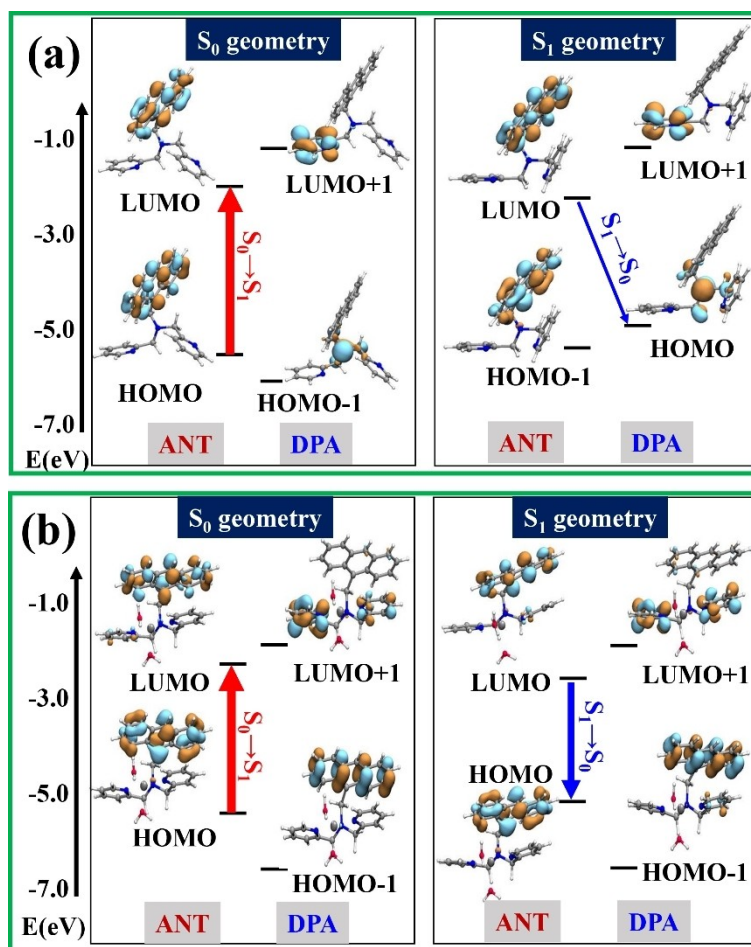 (a)
S₀ geometry
S₁ geometry
-1.0
-3.0
-5.0
-7.0
E(eV)
LUMO
LUMO+1
S₀→S₁
HOMO
HOMO-1
ANT
DPA
LUMO
LUMO+1
S₁→S₀
HOMO-1
HOMO
ANT
DPA
(b)
S₀ geometry
S₁ geometry
-1.0
-3.0
-5.0
-7.0
E(eV)
LUMO
LUMO+1
S₀→S₁
HOMO
HOMO-1
ANT
DPA
LUMO
LUMO+1
S₁→S₀
HOMO
HOMO-1
ANT
DPA